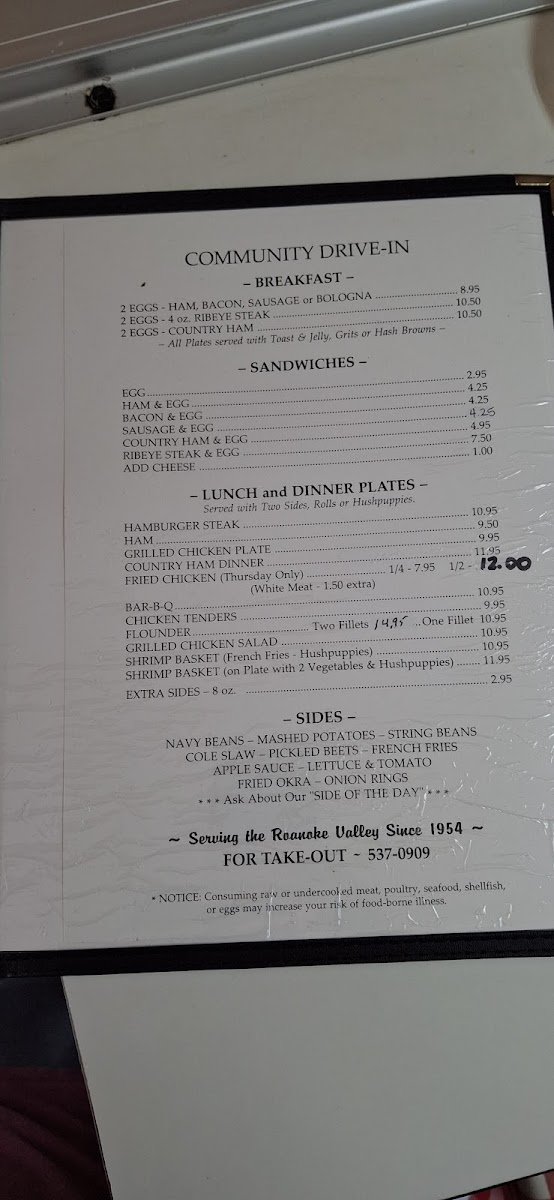 COMMUNITY DRIVE-IN
– BREAKFAST –
2 EGGS - HAM, BACON, SAUSAGE or BOLOGNA ........ 8.95
2 EGGS - 4 oz. RIBEYE STEAK ........ 10.50
2 EGGS - COUNTRY HAM ........ 10.50
– All Plates served with Toast & Jelly, Grits or Hash Browns –
– SANDWICHES –
EGG ........ 2.95
HAM & EGG ........ 4.25
BACON & EGG ........ 4.25
SAUSAGE & EGG ........ 4.25
COUNTRY HAM & EGG ........ 4.95
RIBEYE STEAK & EGG ........ 7.50
ADD CHEESE ........ 1.00
– LUNCH and DINNER PLATES –
Served with Two Sides, Rolls or Hushpuppies.
HAMBURGER STEAK ........ 10.95
HAM ........ 9.50
GRILLED CHICKEN PLATE ........ 9.95
COUNTRY HAM DINNER ........ 11.95
FRIED CHICKEN (Thursday Only) ........ 1/4 - 7.95 1/2 - 12.00
(White Meat - 1.50 extra)
BAR-B-Q ........ 10.95
CHICKEN TENDERS ........ 9.95
FLOUNDER ........ Two Fillets 14.95 ..One Fillet 10.95
GRILLED CHICKEN SALAD ........ 10.95
SHRIMP BASKET (French Fries - Hushpuppies) ........ 10.95
SHRIMP BASKET (on Plate with 2 Vegetables & Hushpuppies) ........ 11.95
EXTRA SIDES – 8 oz. ........ 2.95
– SIDES –
NAVY BEANS – MASHED POTATOES – STRING BEANS
COLE SLAW – PICKLED BEETS – FRENCH FRIES
APPLE SAUCE – LETTUCE & TOMATO
FRIED OKRA – ONION RINGS
* * * Ask About Our "SIDE OF THE DAY" * * *
~ Serving the Roanoke Valley Since 1954 ~
FOR TAKE-OUT ~ 537-0909
* NOTICE: Consuming raw or undercooked meat, poultry, seafood, shellfish,
or eggs may increase your risk of food-borne illness.